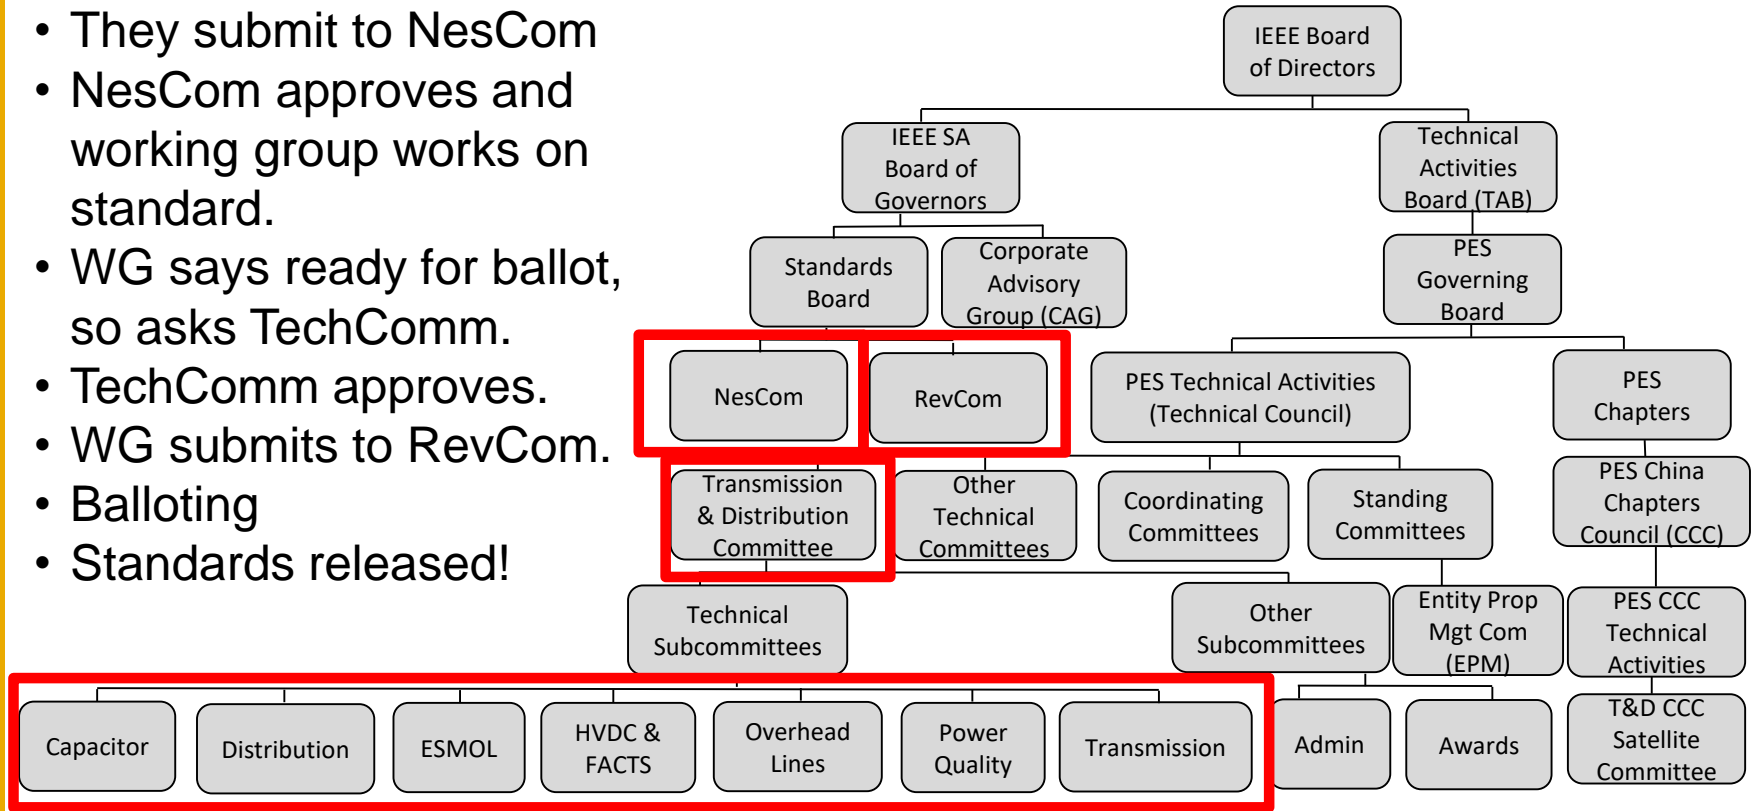 • They submit to NesCom
• NesCom approves and
working group works on
standard.
• WG says ready for ballot,
so asks TechComm.
• TechComm approves.
• WG submits to RevCom.
• Balloting
• Standards released!
IEEE Board
of Directors
IEEE SA
Board of
Governors
Technical
Activities
Board (TAB)
Standards
Board
Corporate
Advisory
Group (CAG)
PES
Governing
Board
NesCom
RevCom
PES Technical Activities
(Technical Council)
PES
Chapters
Transmission
& Distribution
Committee
Other
Technical
Committees
Coordinating
Committees
Standing
Committees
PES China
Chapters
Council (CCC)
Technical
Subcommittees
Other
Subcommittees
Entity Prop
Mgt Com
(EPM)
PES CCC
Technical
Activities
Capacitor
Distribution
ESMOL
HVDC &
FACTS
Overhead
Lines
Power
Quality
Transmission
Admin
Awards
T&D CCC
Satellite
Committee